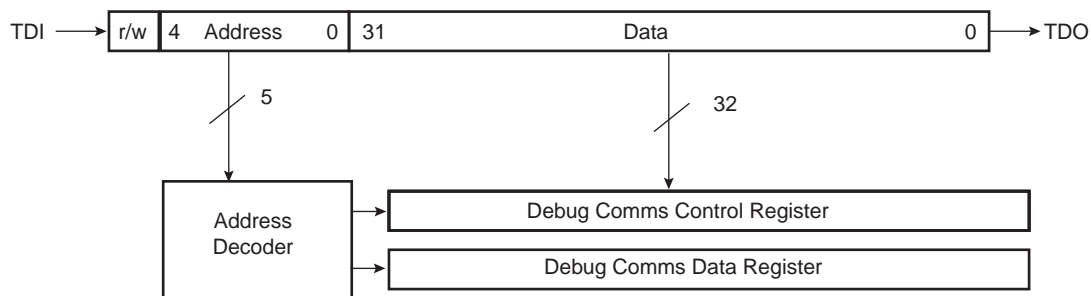 TDI r/w 4 Address 0 31 Data 0 TDO
5
32
Address
Decoder
Debug Comms Control Register
Debug Comms Data Register